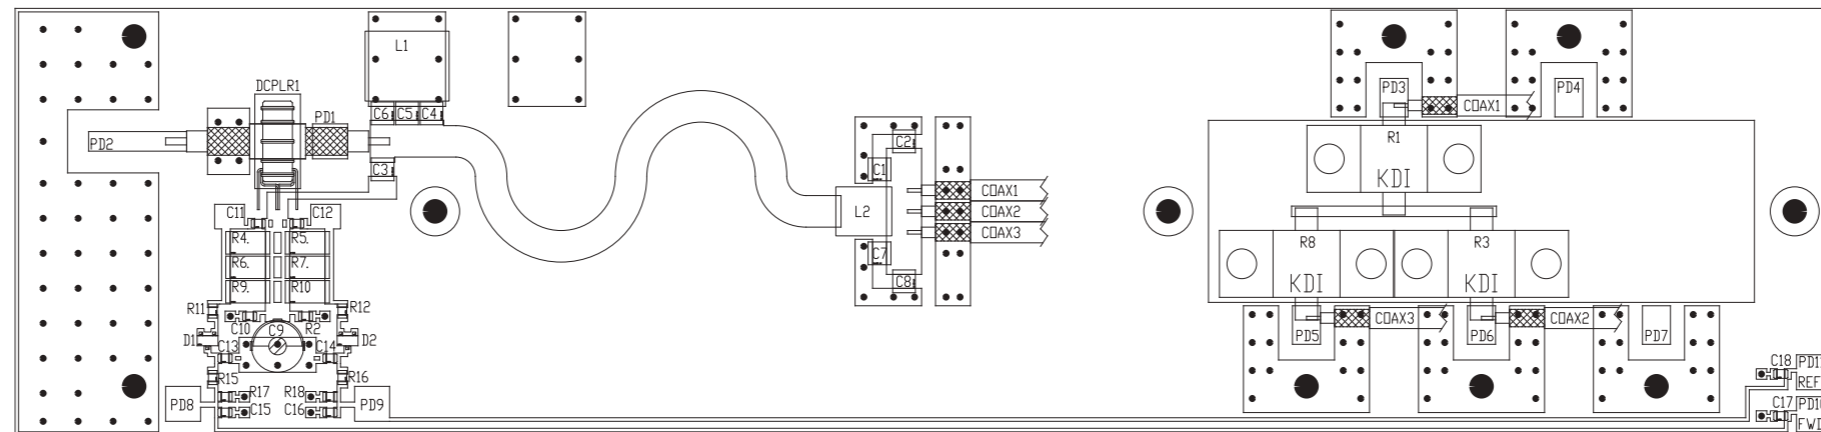 L1
DCPLR1
PD1
C6
C5
C4
PD2
C3
C2
C1
PD3
COAX1
PD4
R1
KDI
COAX1
L2
COAX2
COAX3
C11
C12
R4.
R5.
R6.
R7.
R9.
R10
C7
C8
R8
R3
KDI
KDI
R11
R12
C10
C9
R2
D1
D2
C13
C14
PD5
COAX3
PD6
COAX2
PD7
R15
R16
R17
R18
PD8
C15
C16
PD9
C18
REF
C17